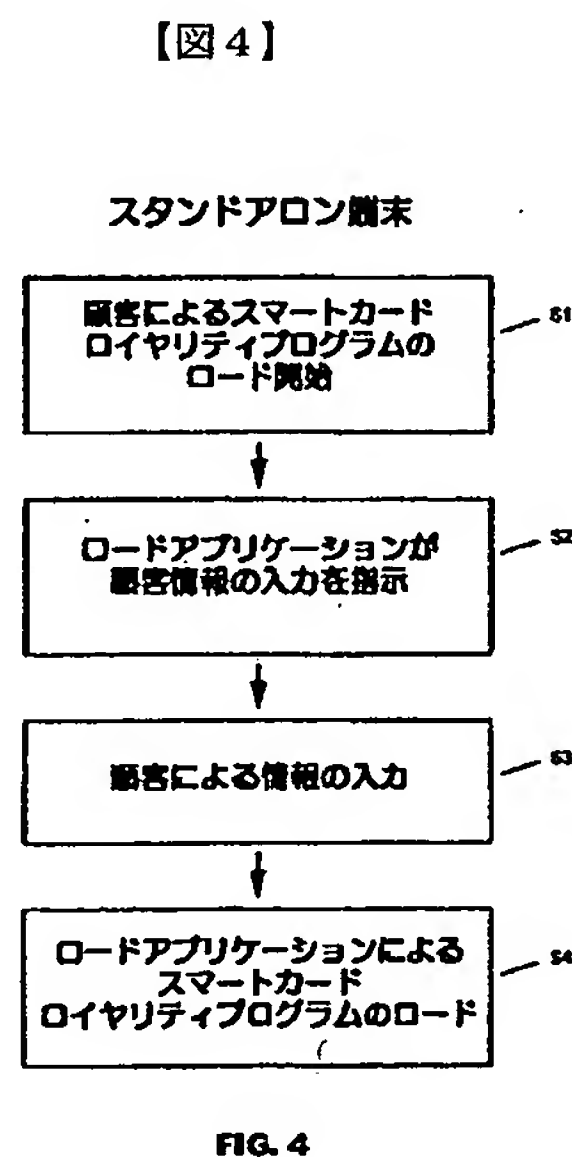 【図4】
スタンドアロン端末
顧客によるスマートカード
ロイヤリティプログラムの
ロード開始
S1
ロードアプリケーションが
顧客情報の入力を指示
S2
顧客による情報の入力
S3
ロードアプリケーションによる
スマートカード
ロイヤリティプログラムのロード
S4
FIG. 4